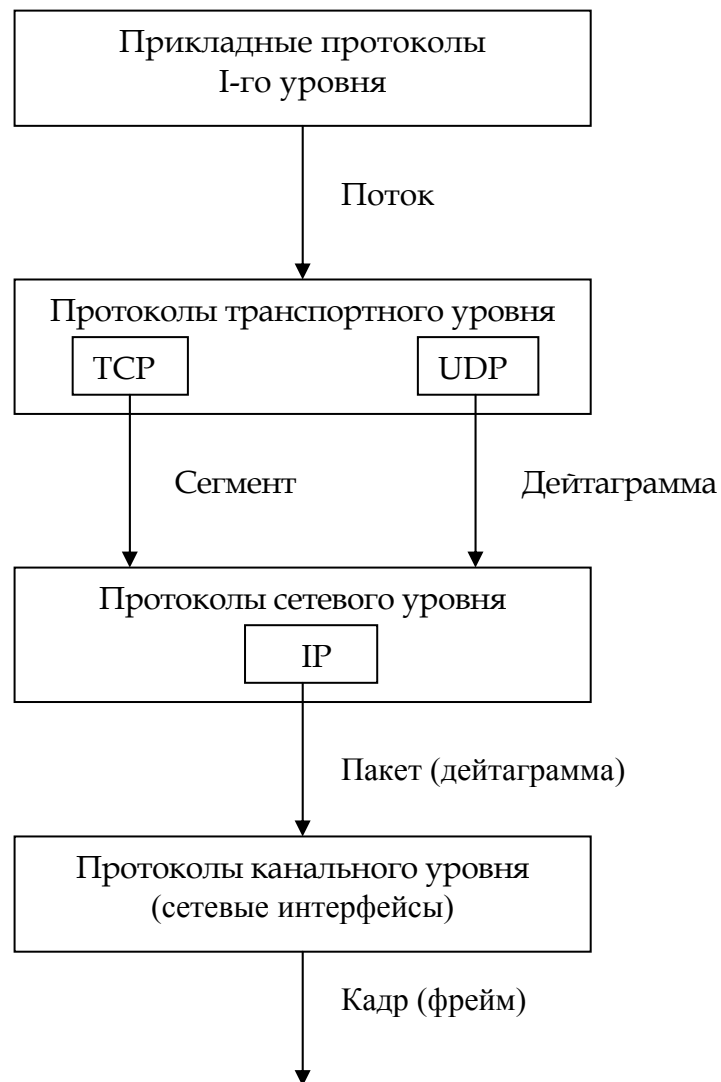 Прикладные протоколы
I-го уровня
Поток
Протоколы транспортного уровня
TCP
UDP
Сегмент
Дейтаграмма
Протоколы сетевого уровня
IP
Пакет (дейтаграмма)
Протоколы канального уровня
(сетевые интерфейсы)
Кадр (фрейм)